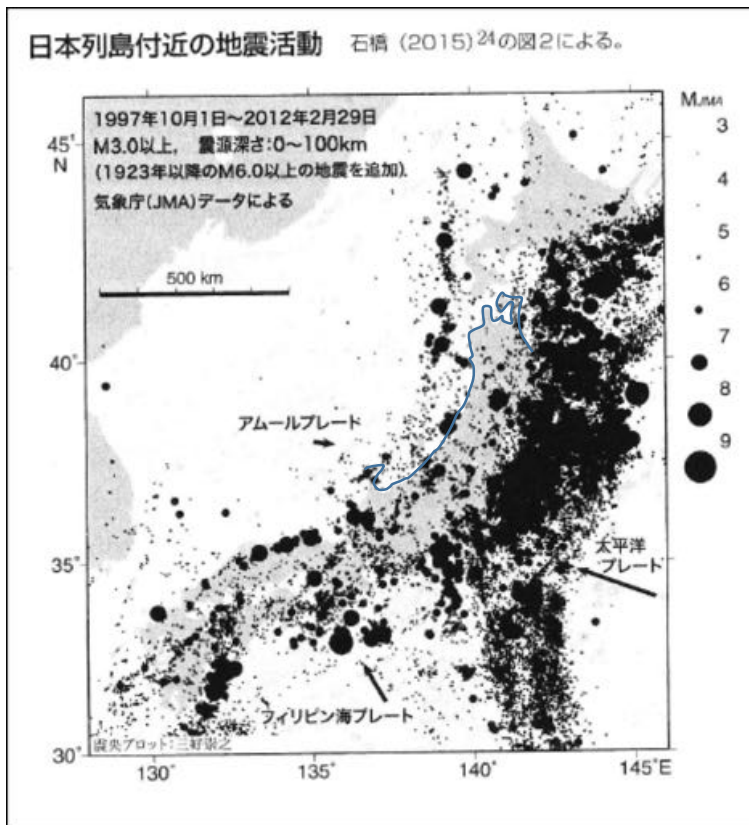 日本列島付近の地震活動 石橋 (2015)24の図2による。
1997年10月1日〜2012年2月29日
M3.0以上, 震源深さ:0〜100km
(1923年以降のM6.0以上の地震を追加).
気象庁(JMA)データによる
500 km
アムールプレート
太平洋
プレート
フィリピン海プレート
震央プロット:三好崇之
45°
N
40°
35°
30°
130°
135°
140°
145°E
MJMA
3
4
5
6
7
8
9